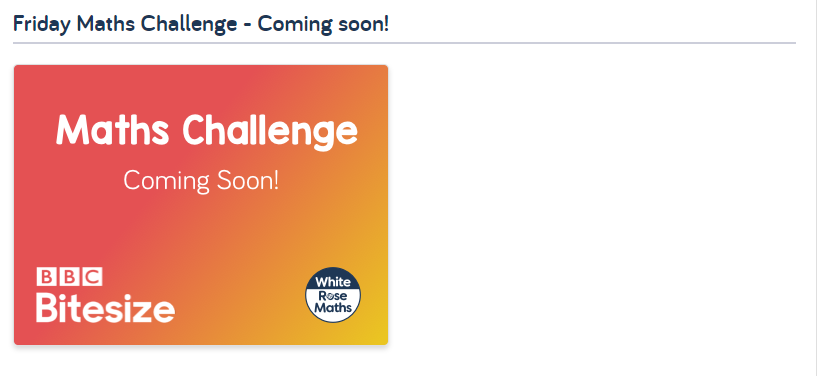 Friday Maths Challenge - Coming soon!
Maths Challenge
Coming Soon!
BBC
Bitesize
White
Rose
Maths